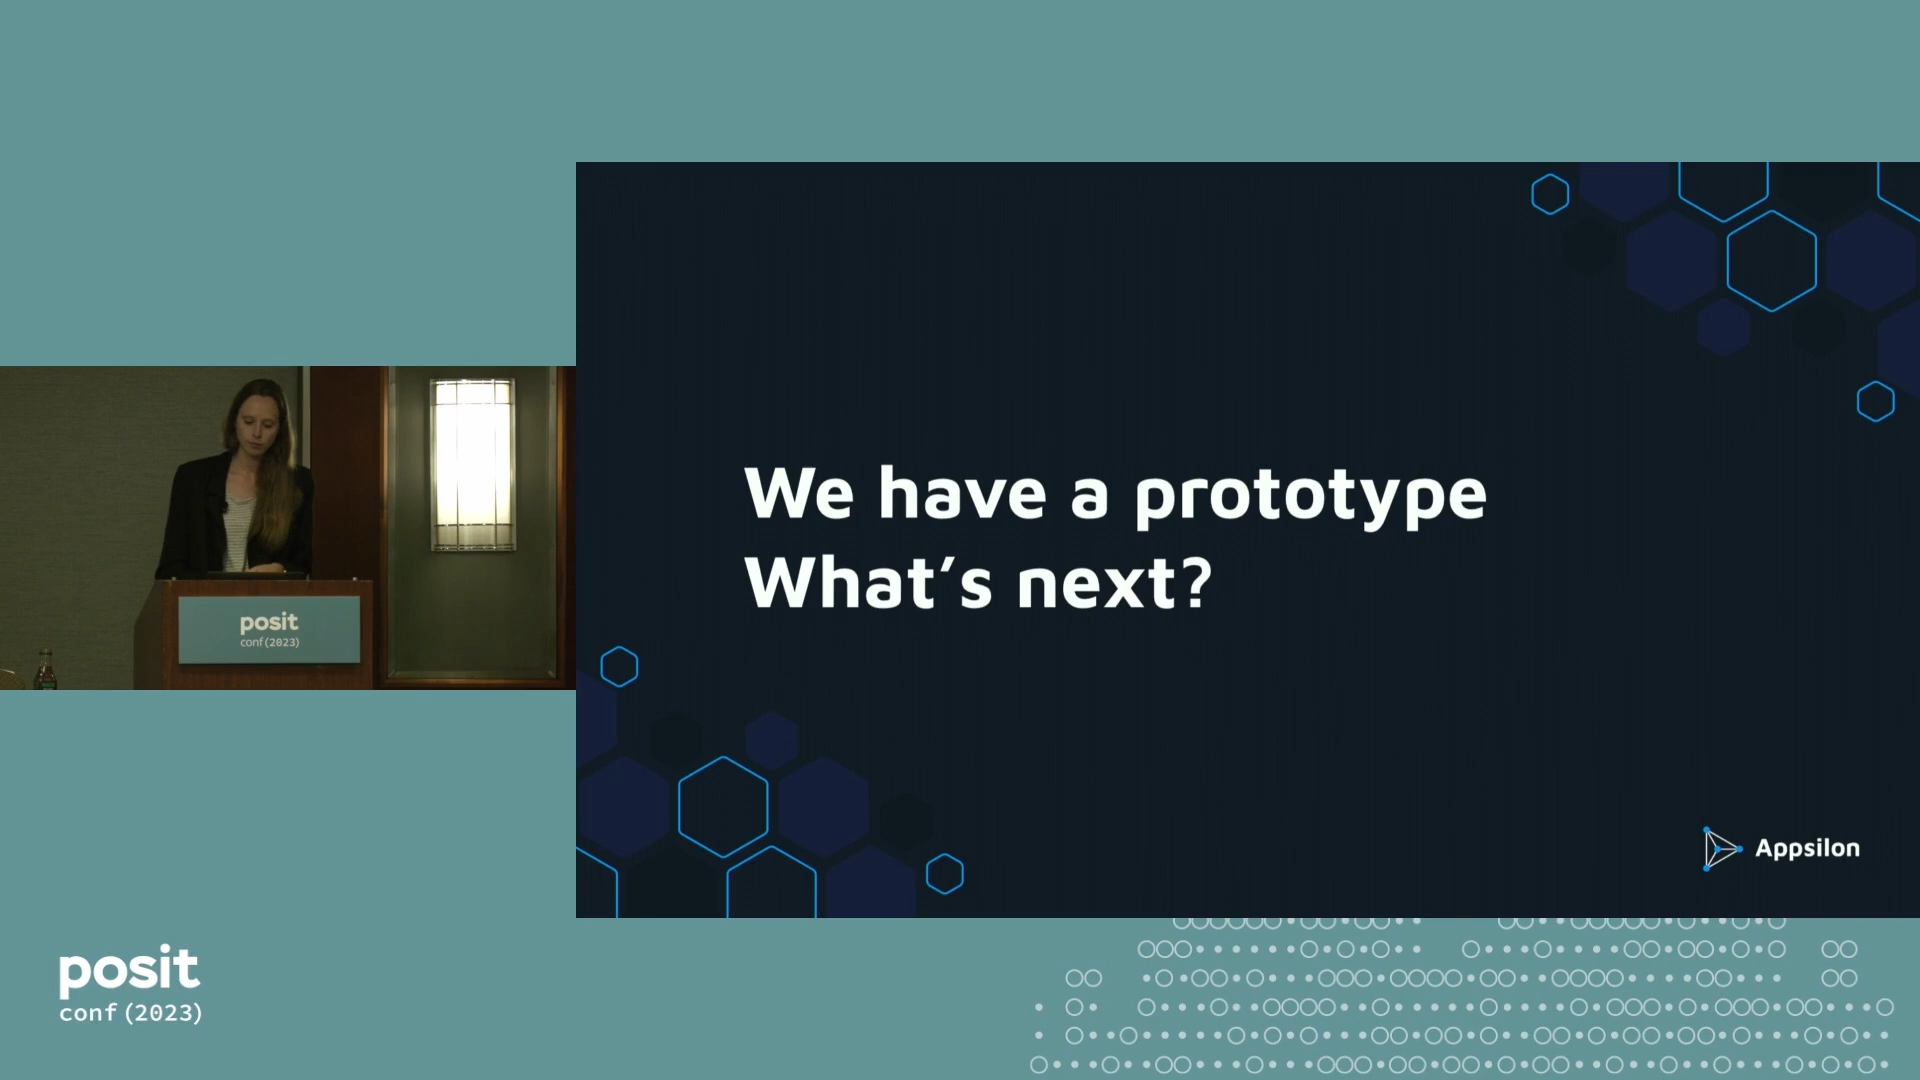 We have a prototype
What's next?
Appsilon
posit
conf(2023)
posit
conf(2023)